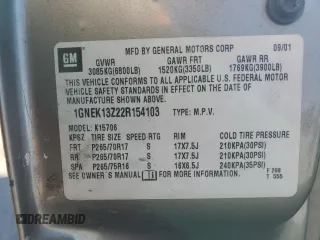 GM
MFD BY GENERAL MOTORS CORP 09/01
GVWR GAWR FRT GAWR RR
3085KG(6800LB) 1520KG(3350LB) 1769KG(3900LB)
THIS VEHICLE CONFORMS TO ALL APPLICABLE U.S. FEDERAL
MOTOR VEHICLE SAFETY STANDARDS IN EFFECT ON THE DATE OF
MANUFACTURE SHOWN ABOVE.
1GNEK13Z22R154103 TYPE: M.P.V.
MODEL: K15706
TIRE SIZE SPEED RTG RIM COLD TIRE PRESSURE
FRT P265/70R17 S 17X7.5J 210KPA(30PSI)
RR P265/70R17 S 17X7.5J 210KPA(30PSI)
SPA P265/75R16 S 16X6.5J 240KPA(35PSI)
SEE OWNER'S MANUAL FOR MORE INFORMATION